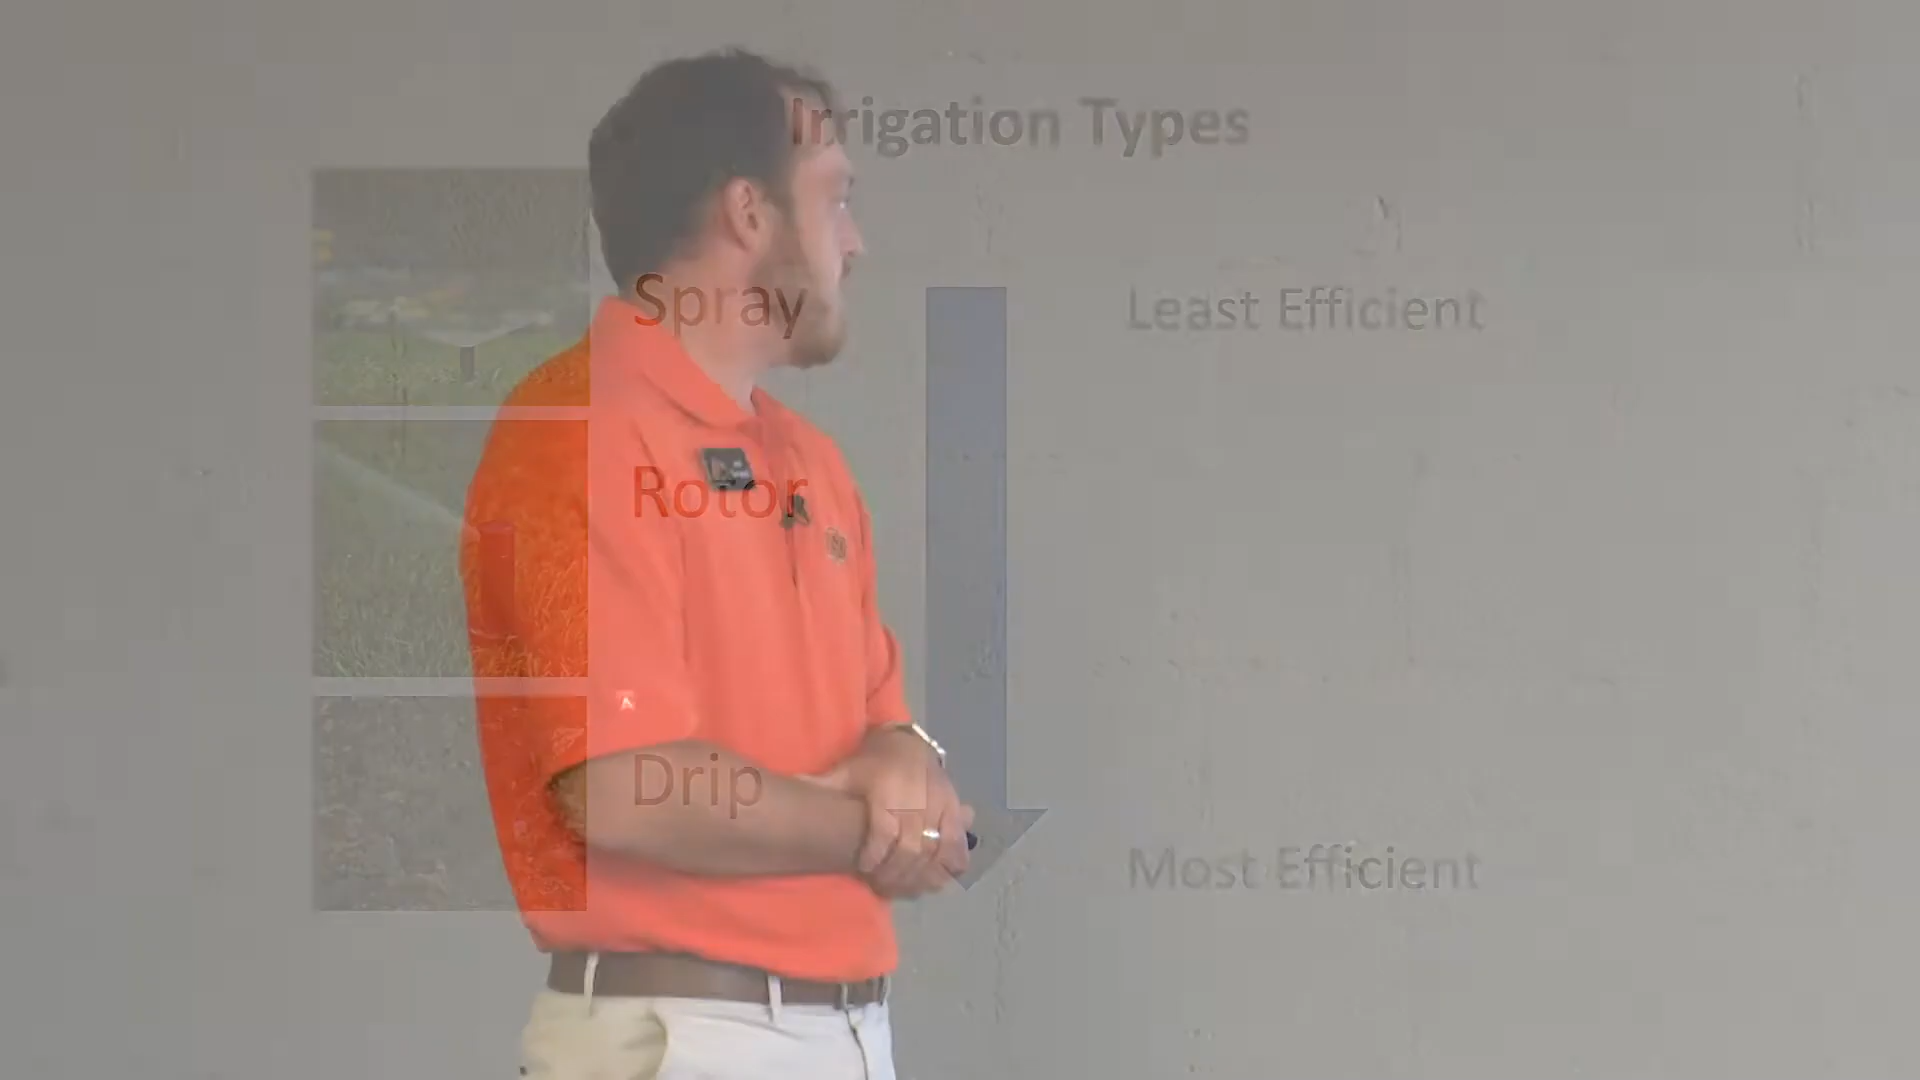 Irrigation Types
Spray
Least Efficient
Rotor
Drip
Most Efficient